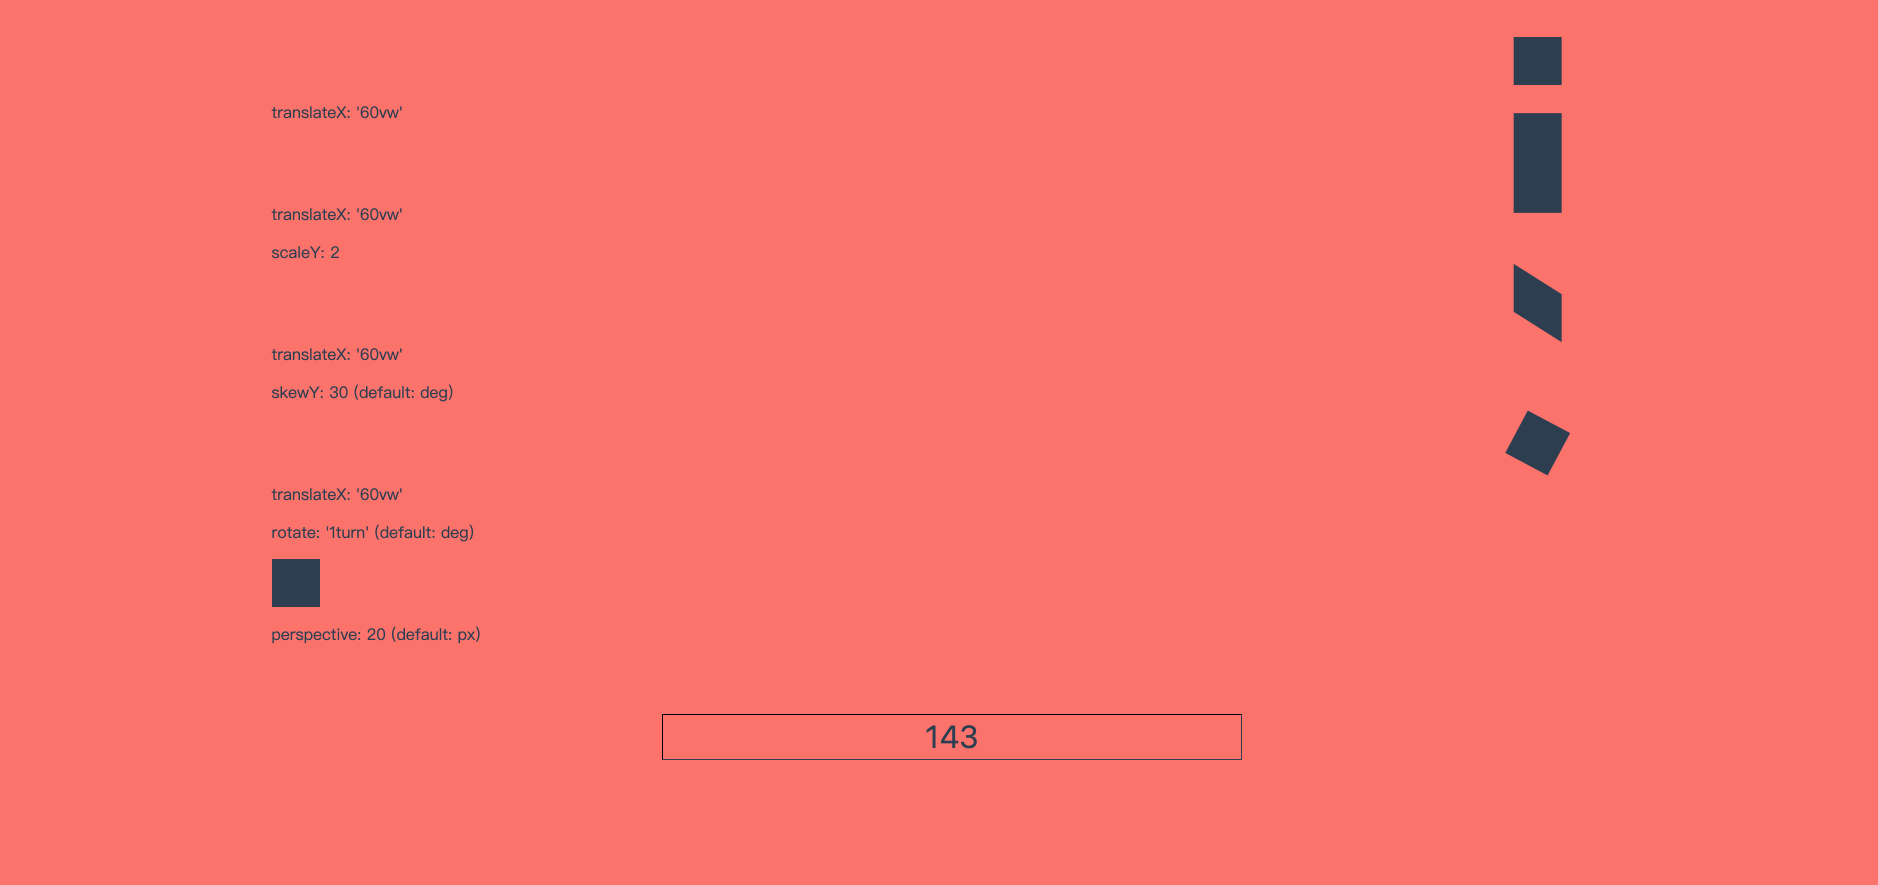 translateX: '60vw'
translateX: '60vw'
scaleY: 2
translateX: '60vw'
skewY: 30 (default: deg)
translateX: '60vw'
rotate: '1turn' (default: deg)
perspective: 20 (default: px)
143